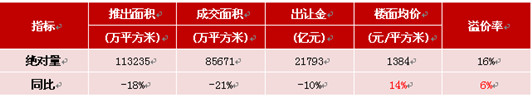 指标 推出面积 成交面积 出让金 楼面均价 溢价率
(万平方米) (万平方米) (亿元) (元/平方米)
绝对量 113235 85671 21793 1384 16%
同比 -18% -21% -10% 14% 6%